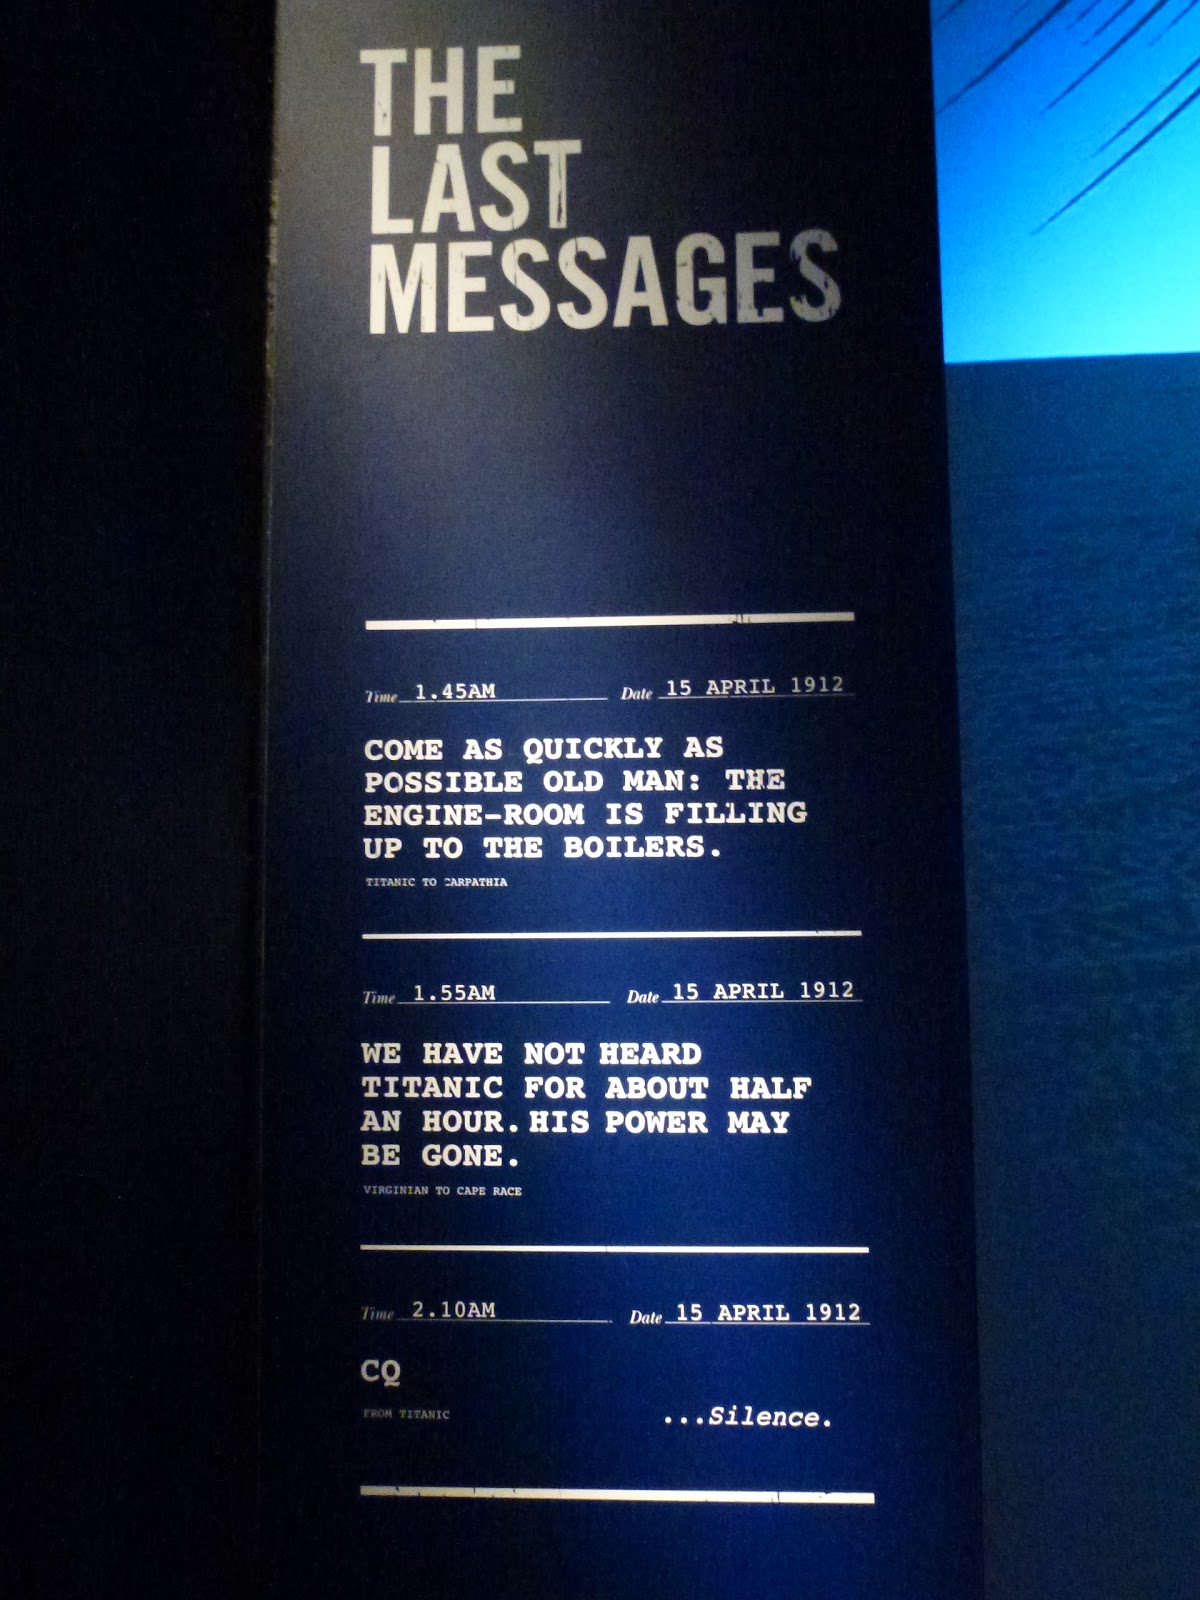 THE
LAST
MESSAGES
Time 1.45AM Date 15 APRIL 1912
COME AS QUICKLY AS
POSSIBLE OLD MAN: THE
ENGINE-ROOM IS FILLING
UP TO THE BOILERS.
TITANIC TO CARPATHIA
Time 1.55AM Date 15 APRIL 1912
WE HAVE NOT HEARD
TITANIC FOR ABOUT HALF
AN HOUR. HIS POWER MAY
BE GONE.
VIRGINIAN TO CAPE RACE
Time 2.10AM Date 15 APRIL 1912
CQ
FROM TITANIC ...Silence.